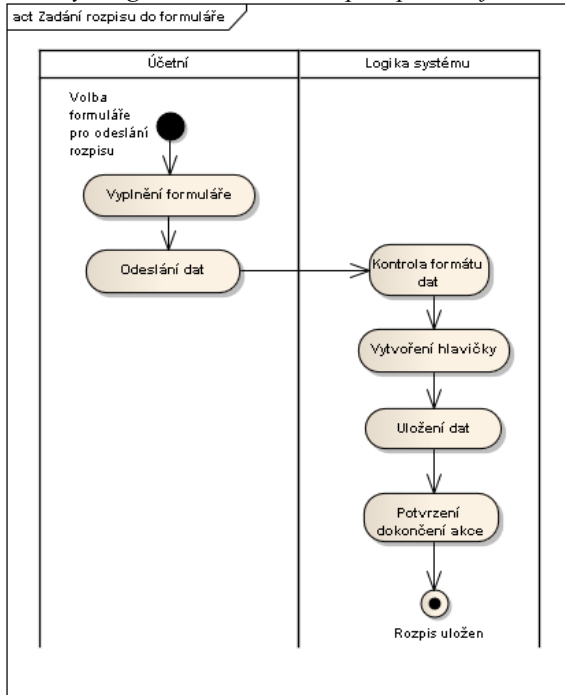 act Zadání rozpisu do formuláře
Účetní
Logika systému
Volba
formuláře
pro odeslání
rozpisu
Vyplnění formuláře
Odeslání dat
Kontrola formátu
dat
Vytvoření hlavičky
Uložení dat
Potvrzení
dokončení akce
Rozpis uložen